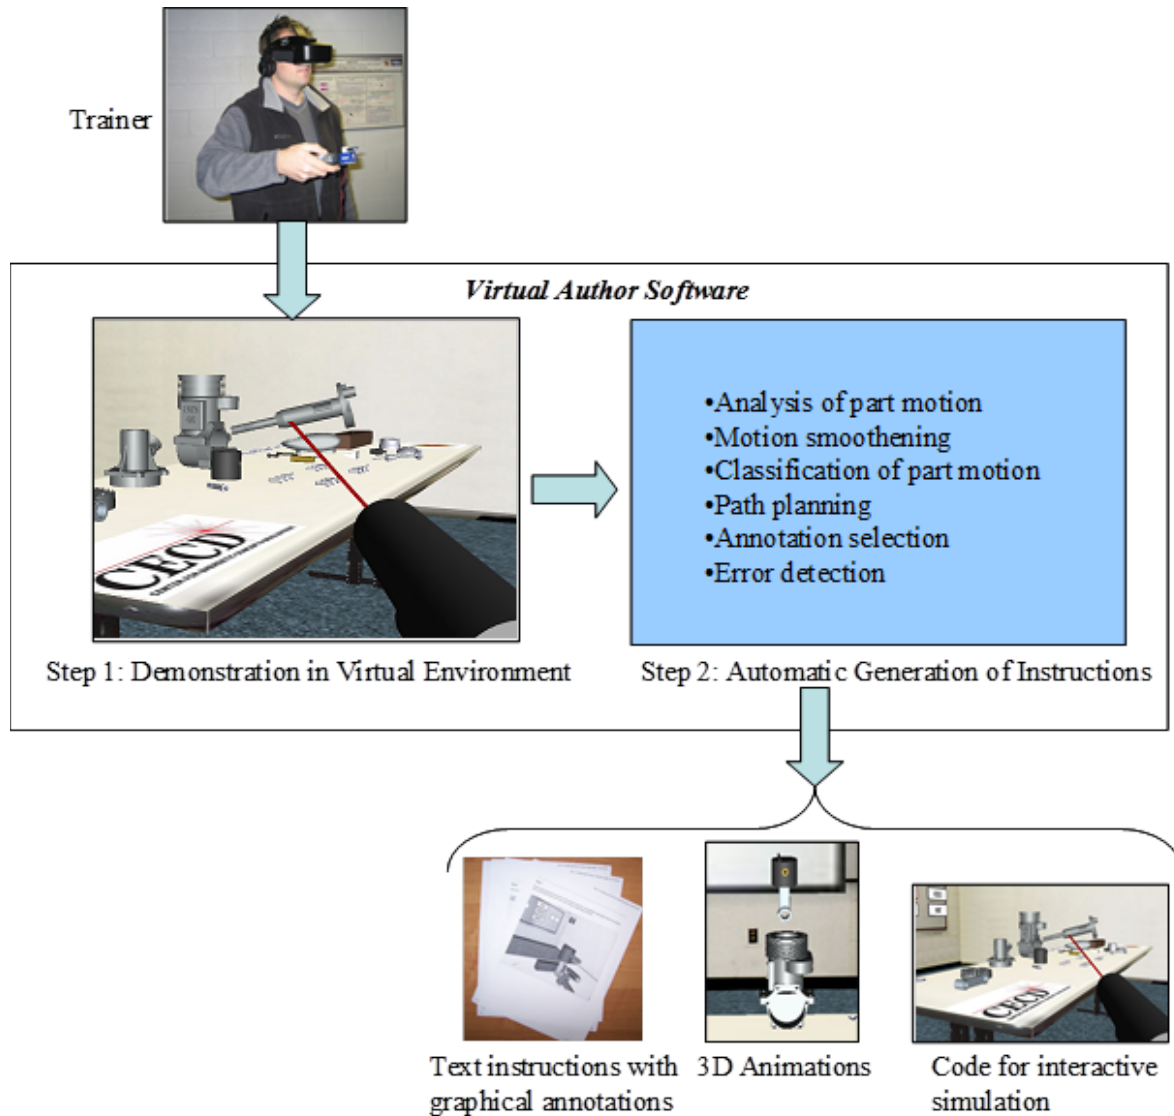 Trainer
Virtual Author Software
CECD
•Analysis of part motion
•Motion smoothening
•Classification of part motion
•Path planning
•Annotation selection
•Error detection
Step 1: Demonstration in Virtual Environment
Step 2: Automatic Generation of Instructions
CECD
Text instructions with
graphical annotations
3D Animations
Code for interactive
simulation